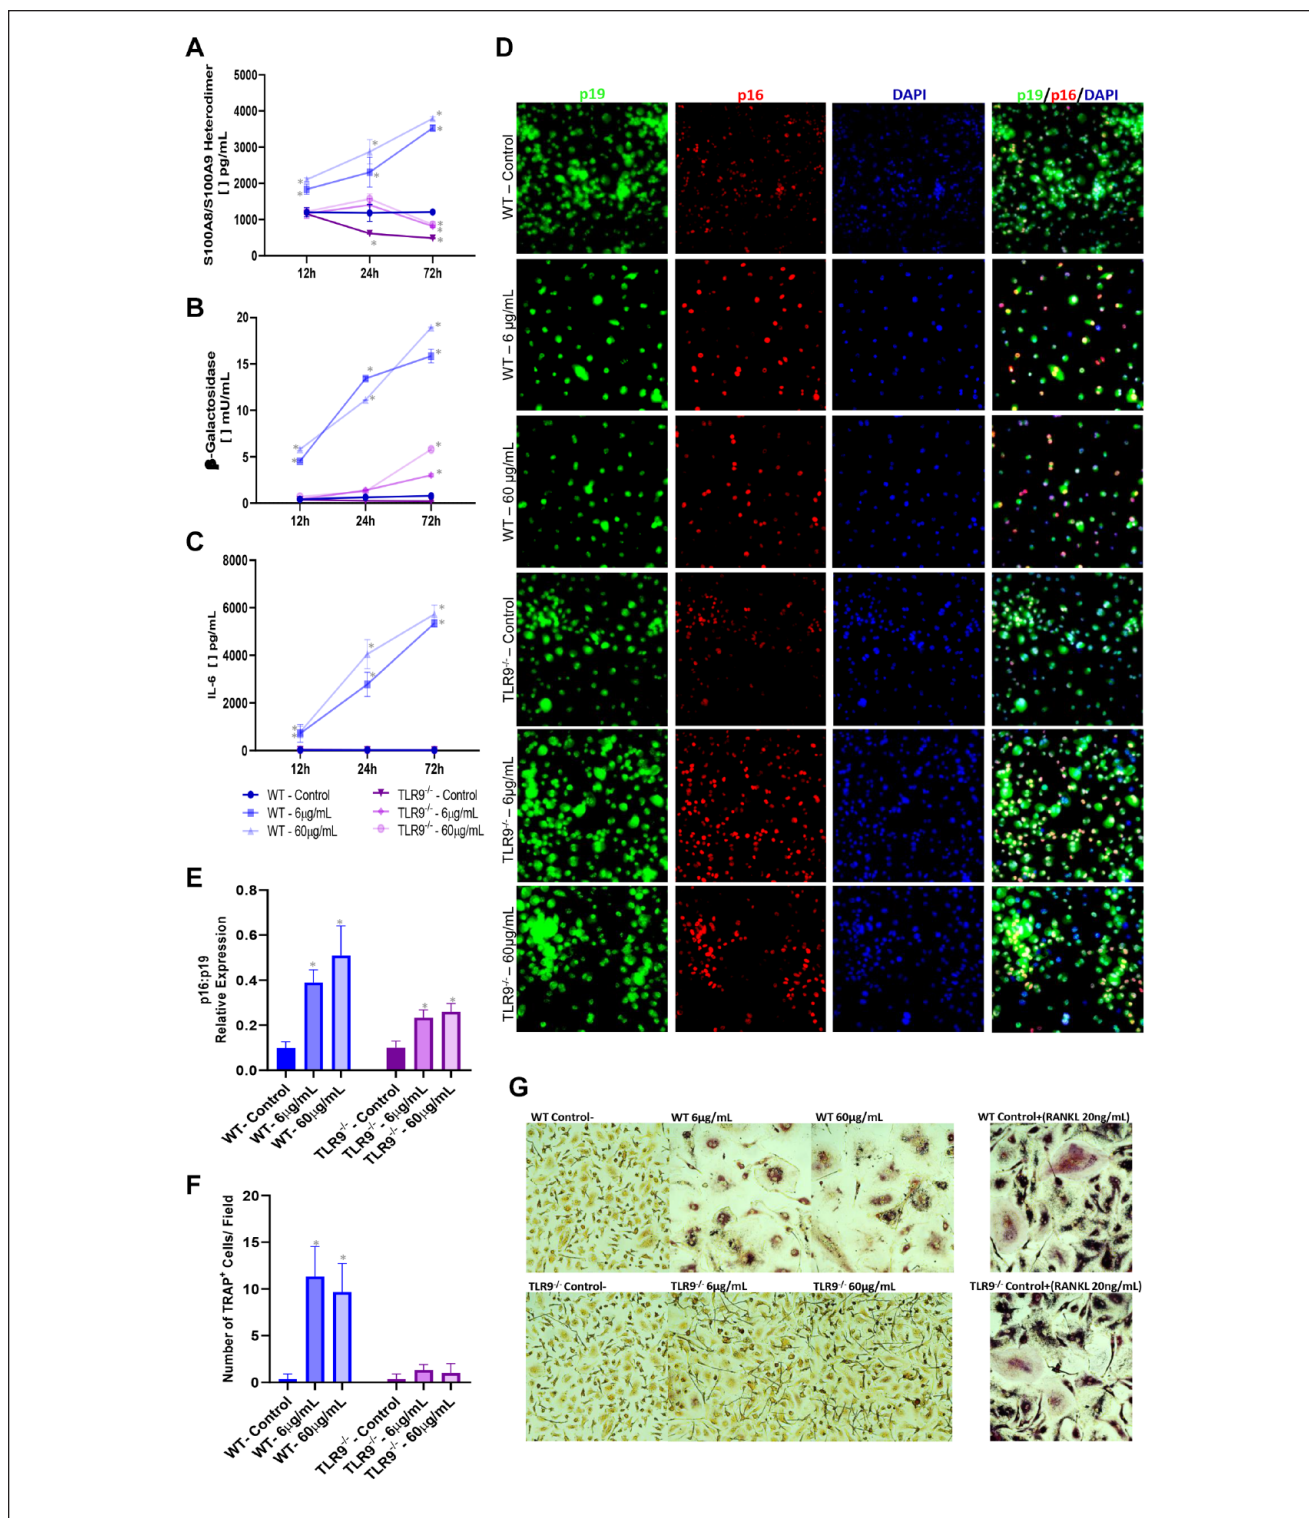 A
S100A8/S100A9 Heterodimer
[ ] pg/mL
5000
4000
3000
2000
1000
0
12h 24h 72h
B
β-Galactosidase
[ ] mU/mL
20
15
10
5
0
12h 24h 72h
C
IL-6 [ ] pg/mL
8000
6000
4000
2000
0
12h 24h 72h
WT - Control
WT - 6µg/mL
WT - 60µg/mL
TLR9-/- - Control
TLR9-/- - 6µg/mL
TLR9-/- - 60µg/mL
D
p19 p16 DAPI p19/p16/DAPI
WT – Control
WT – 6 µg/mL
WT – 60 µg/mL
TLR9-/- – Control
TLR9-/- – 6µg/mL
TLR9-/- – 60µg/mL
E
p16:p19
Relative Expression
0.8
0.6
0.4
0.2
0.0
WT- Control
WT- 6µg/mL
WT- 60µg/mL
TLR9-/- - Control
TLR9-/- - 6µg/mL
TLR9-/- - 60µg/mL
F
Number of TRAP+ Cells/ Field
20
15
10
5
0
WT- Control
WT- 6µg/mL
WT- 60µg/mL
TLR9-/- - Control
TLR9-/- - 6µg/mL
TLR9-/- - 60µg/mL
G
WT Control- WT 6µg/mL WT 60µg/mL WT Control+(RANKL 20ng/mL)
TLR9-/- Control- TLR9-/- 6µg/mL TLR9-/- 60µg/mL TLR9-/- Control+(RANKL 20ng/mL)